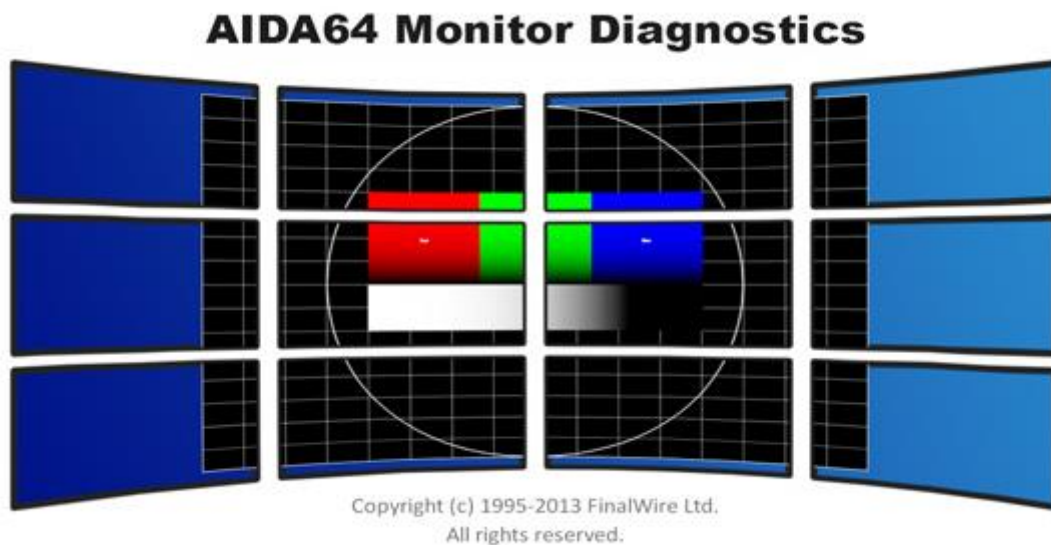 AIDA64 Monitor Diagnostics
Copyright (c) 1995-2013 FinalWire Ltd.
All rights reserved.